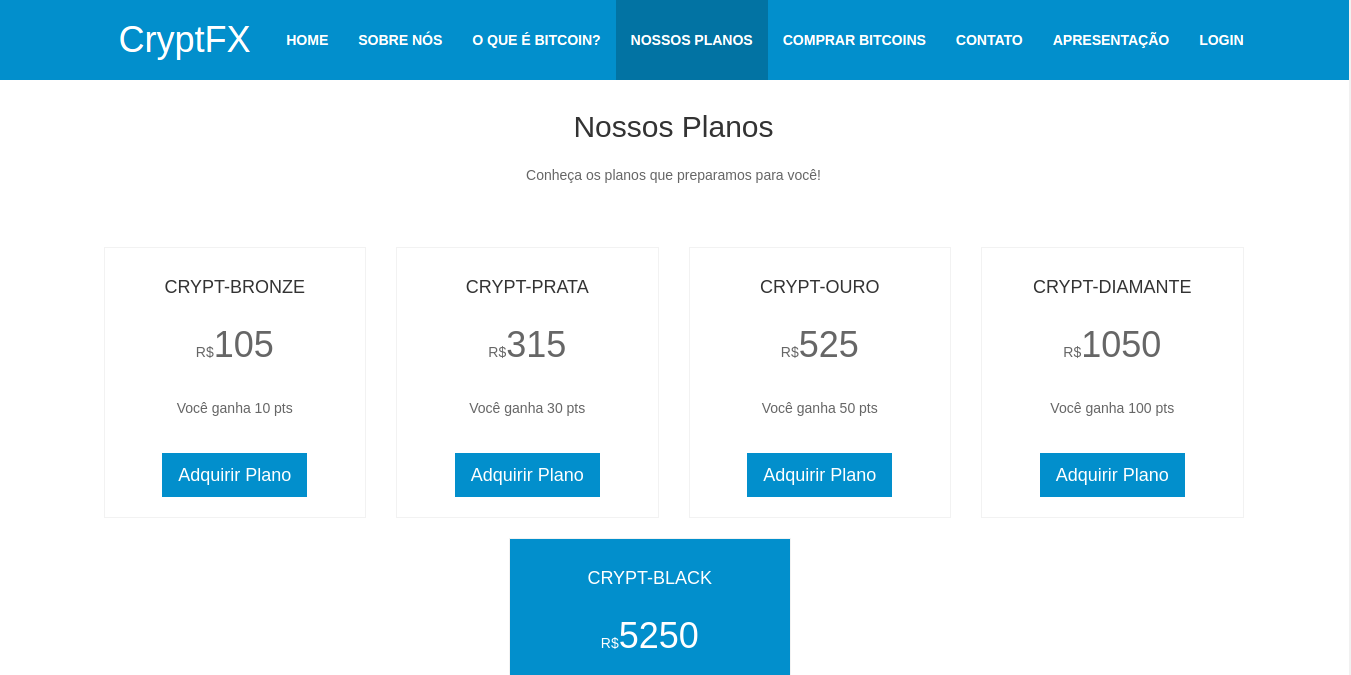 CryptFX HOME SOBRE NÓS O QUE É BITCOIN? NOSSOS PLANOS COMPRAR BITCOINS CONTATO APRESENTAÇÃO LOGIN
Nossos Planos
Conheça os planos que preparamos para você!
CRYPT-BRONZE
R$105
Você ganha 10 pts
Adquirir Plano
CRYPT-PRATA
R$315
Você ganha 30 pts
Adquirir Plano
CRYPT-OURO
R$525
Você ganha 50 pts
Adquirir Plano
CRYPT-DIAMANTE
R$1050
Você ganha 100 pts
Adquirir Plano
CRYPT-BLACK
R$5250